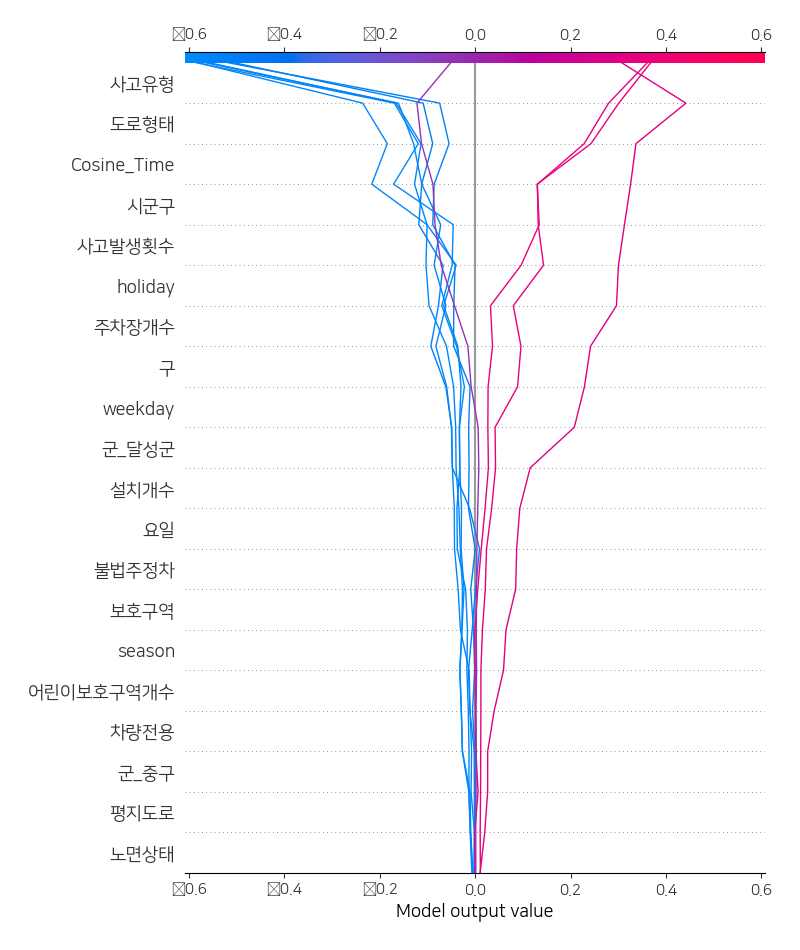 0.6 0.4 0.2 0.0 0.2 0.4 0.6
사고유형
도로형태
Cosine_Time
시군구
사고발생횟수
holiday
주차장개수
구
weekday
군_달성군
설치개수
요일
불법주정차
보호구역
season
어린이보호구역개수
차량전용
군_중구
평지도로
노면상태
0.6 0.4 0.2 0.0 0.2 0.4 0.6
Model output value